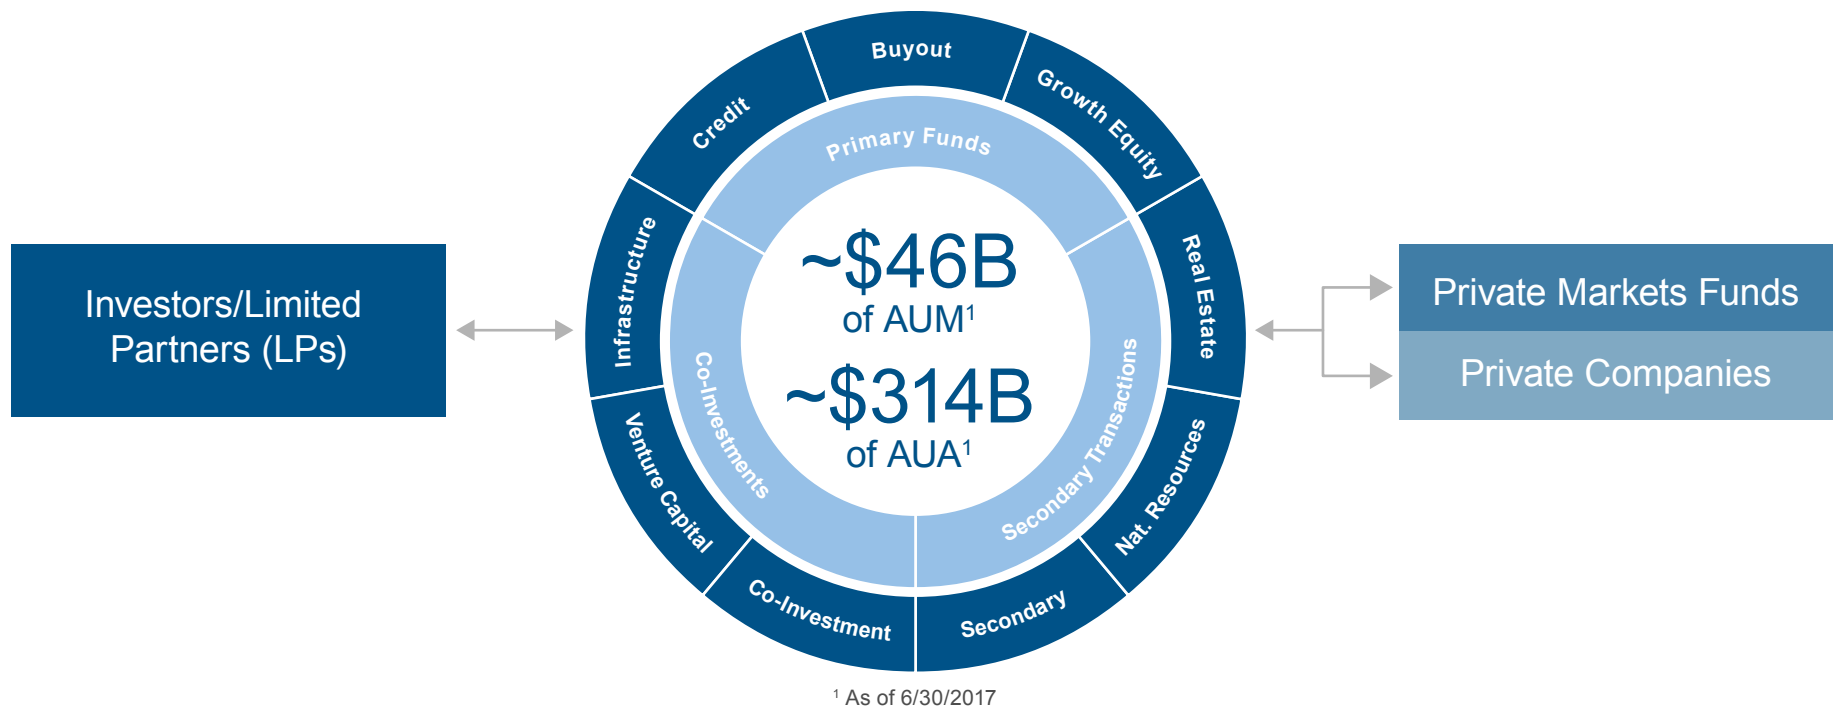 Investors/Limited
Partners (LPs)
Buyout
Growth Equity
Real Estate
Nat. Resources
Secondary
Co-Investment
Venture Capital
Infrastructure
Credit
Primary Funds
Secondary Transactions
Co-Investments
~$46B
of AUM¹
~$314B
of AUA¹
Private Markets Funds
Private Companies
¹ As of 6/30/2017